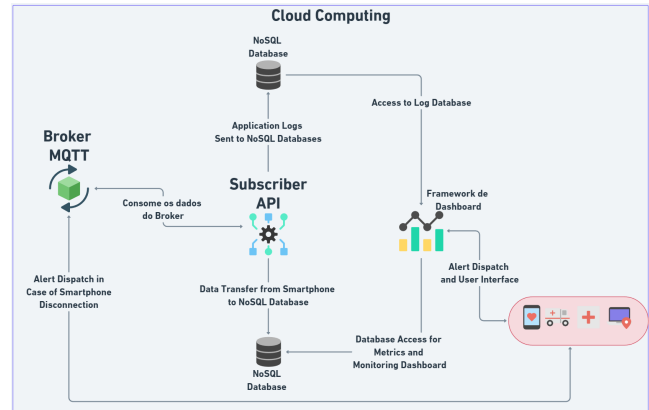 Cloud Computing
NoSQL
Database
Access to Log Database
Application Logs
Sent to NoSQL Databases
Broker
MQTT
Subscriber
API
Consome os dados
do Broker
Framework de
Dashboard
Alert Dispatch in
Case of Smartphone
Disconnection
Data Transfer from Smartphone
to NoSQL Database
Alert Dispatch
and User Interface
Database Access for
Metrics and
Monitoring Dashboard
NoSQL
Database